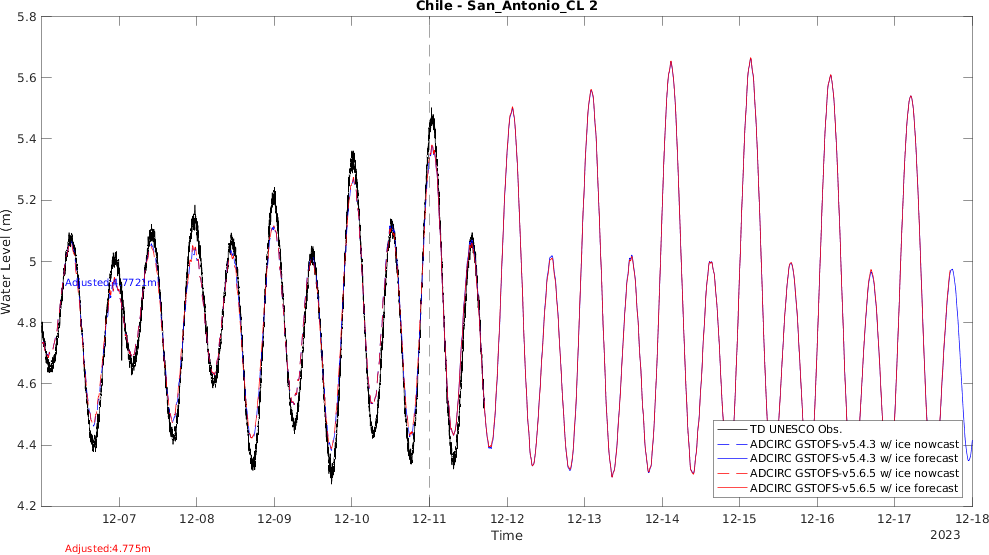 Chile - San_Antonio_CL 2
5.8
5.6
5.4
5.2
5
4.8
4.6
4.4
4.2
Water Level (m)
Adjusted:4.7721m
TD UNESCO Obs.
ADCIRC GSTOFS-v5.4.3 w/ ice nowcast
ADCIRC GSTOFS-v5.4.3 w/ ice forecast
ADCIRC GSTOFS-v5.6.5 w/ ice nowcast
ADCIRC GSTOFS-v5.6.5 w/ ice forecast
12-07 12-08 12-09 12-10 12-11 12-12 12-13 12-14 12-15 12-16 12-17 12-18
Time
2023
Adjusted:4.775m